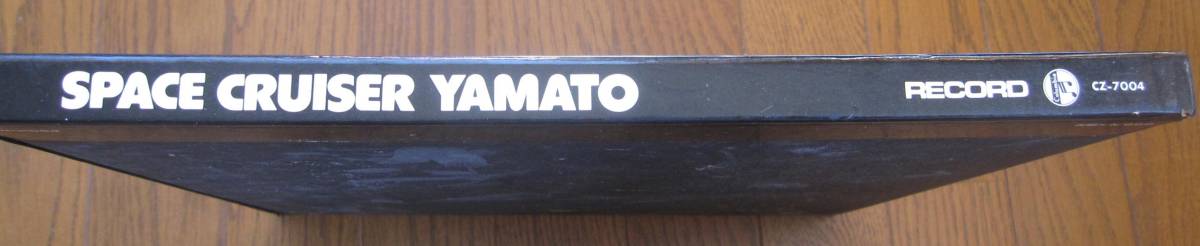 SPACE CRUISER YAMATO RECORD Columbia CZ-7004